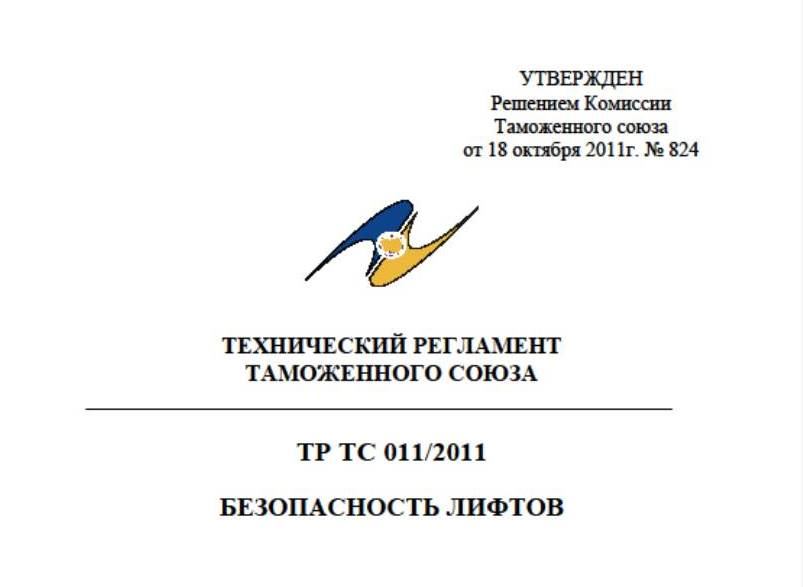 УТВЕРЖДЕН
Решением Комиссии
Таможенного союза
от 18 октября 2011г. № 824
ТЕХНИЧЕСКИЙ РЕГЛАМЕНТ
ТАМОЖЕННОГО СОЮЗА
ТР ТС 011/2011
БЕЗОПАСНОСТЬ ЛИФТОВ